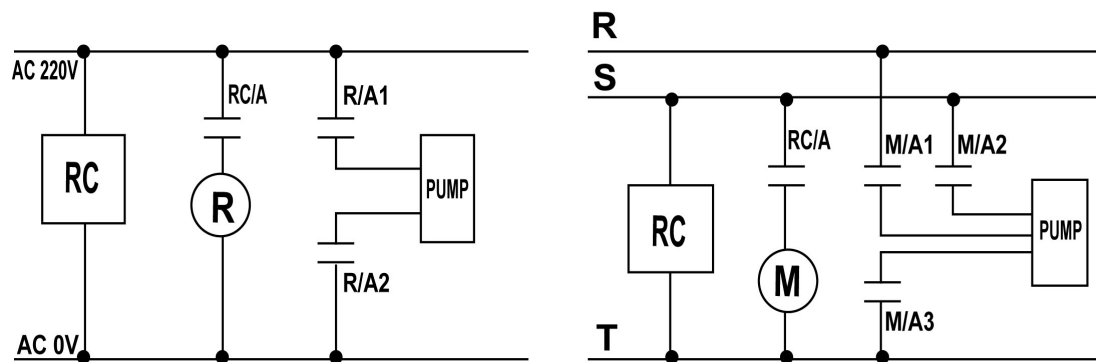 AC 220V
RC/A
R/A1
RC
R
PUMP
R/A2
AC 0V
R
S
RC/A
M/A1
M/A2
RC
M
PUMP
M/A3
T